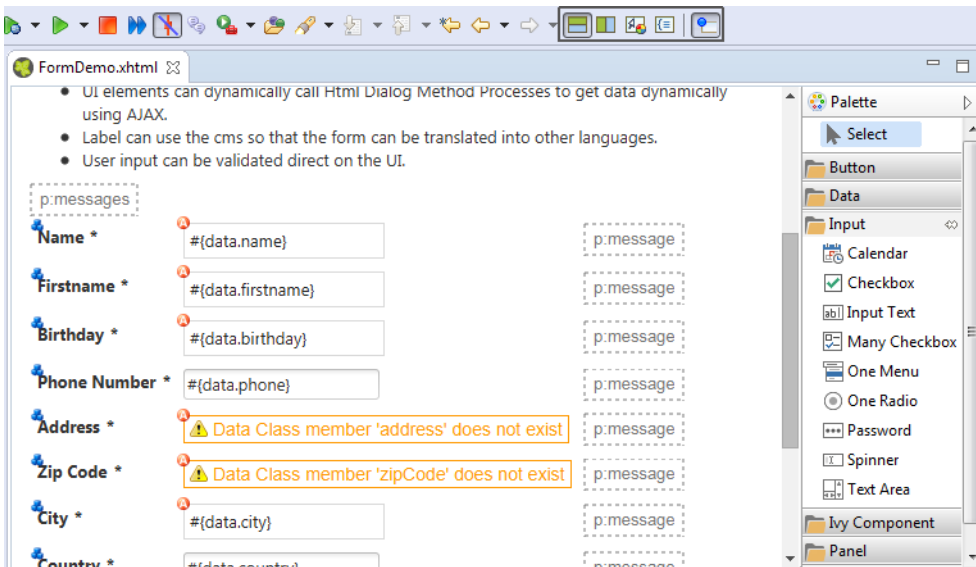 FormDemo.xhtml
UI elements can dynamically call Html Dialog Method Processes to get data dynamically
using AJAX.
Label can use the cms so that the form can be translated into other languages.
User input can be validated direct on the UI.
p:messages
Name * #{data.name} p:message
Firstname * #{data.firstname} p:message
Birthday * #{data.birthday} p:message
Phone Number * #{data.phone} p:message
Address * Data Class member 'address' does not exist p:message
Zip Code * Data Class member 'zipCode' does not exist p:message
City * #{data.city} p:message
Country * #{data.country} p:message
Palette
Select
Button
Data
Input
Calendar
Checkbox
Input Text
Many Checkbox
One Menu
One Radio
Password
Spinner
Text Area
Ivy Component
Panel